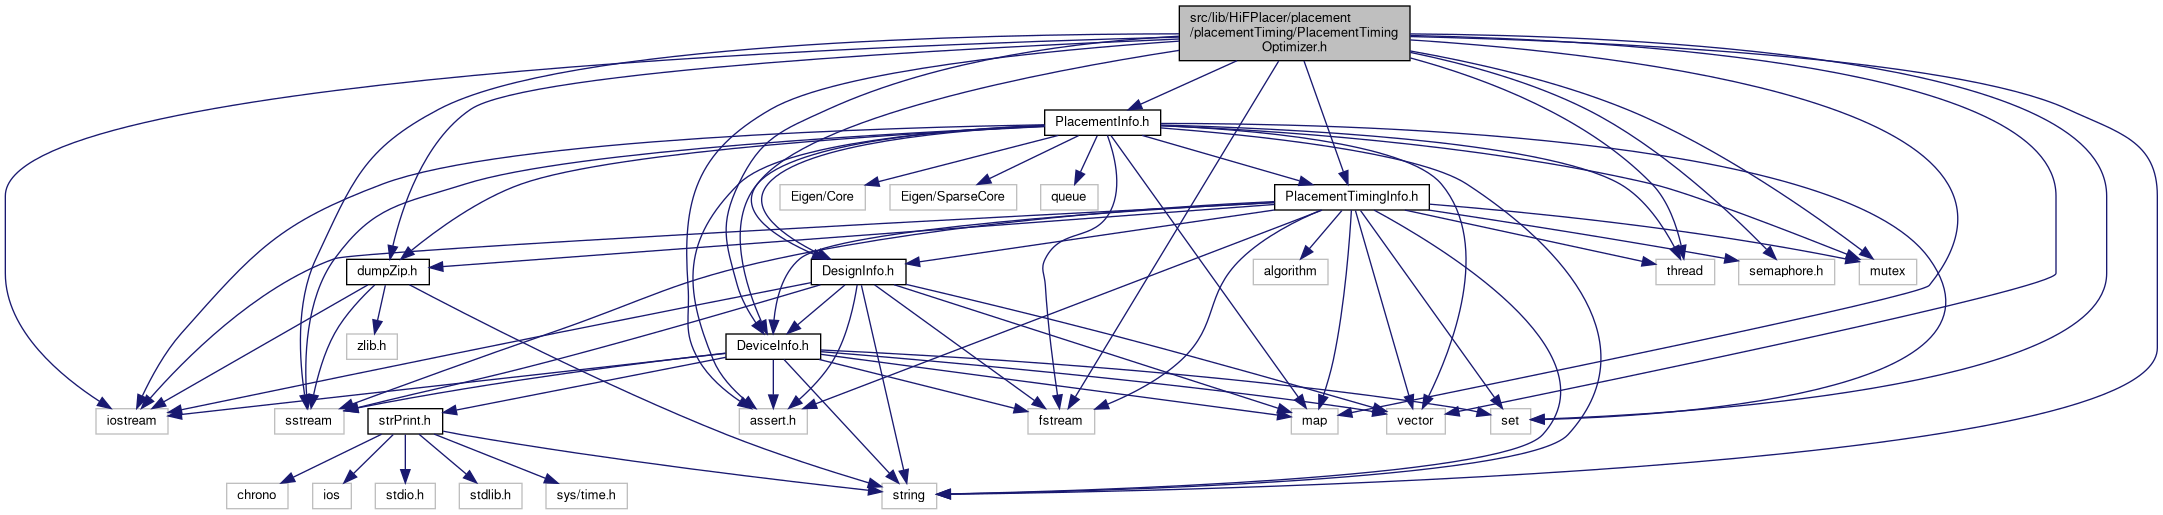 src/lib/HiFPlacer/placement
/placementTiming/PlacementTiming
Optimizer.h
PlacementInfo.h
Eigen/Core
Eigen/SparseCore
queue
PlacementTimingInfo.h
dumpZip.h
DesignInfo.h
algorithm
thread
semaphore.h
mutex
zlib.h
DeviceInfo.h
iostream
sstream
strPrint.h
assert.h
fstream
map
vector
set
chrono
ios
stdio.h
stdlib.h
sys/time.h
string